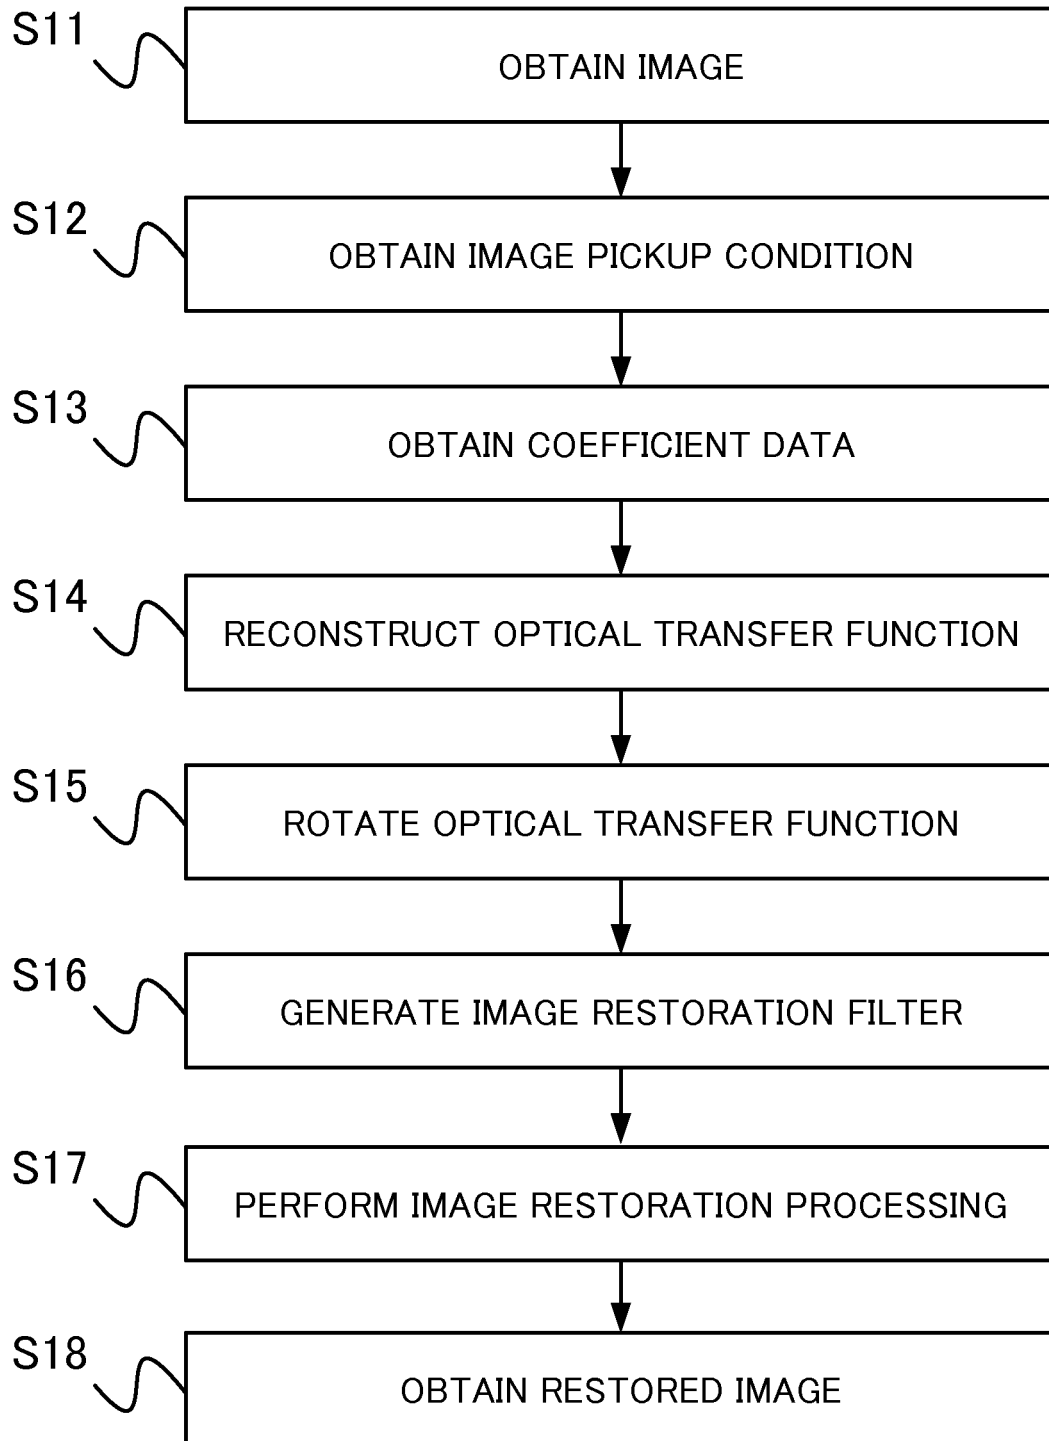 S11
OBTAIN IMAGE
S12
OBTAIN IMAGE PICKUP CONDITION
S13
OBTAIN COEFFICIENT DATA
S14
RECONSTRUCT OPTICAL TRANSFER FUNCTION
S15
ROTATE OPTICAL TRANSFER FUNCTION
S16
GENERATE IMAGE RESTORATION FILTER
S17
PERFORM IMAGE RESTORATION PROCESSING
S18
OBTAIN RESTORED IMAGE